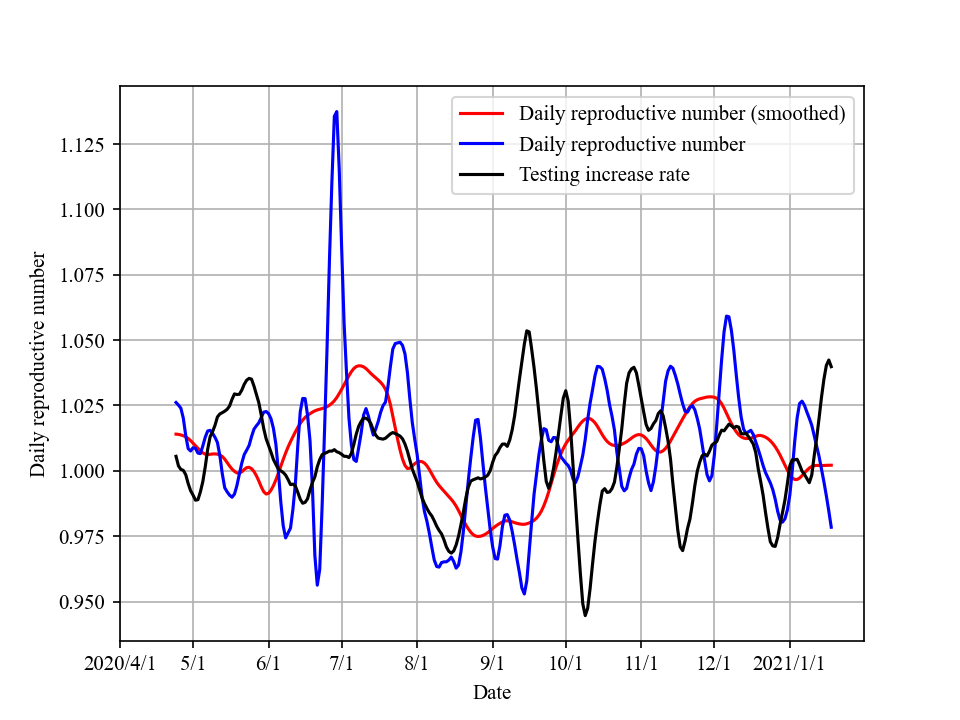 Daily reproductive number (smoothed)
Daily reproductive number
Testing increase rate
Daily reproductive number
1.125
1.100
1.075
1.050
1.025
1.000
0.975
0.950
2020/4/1 5/1 6/1 7/1 8/1 9/1 10/1 11/1 12/1 2021/1/1
Date